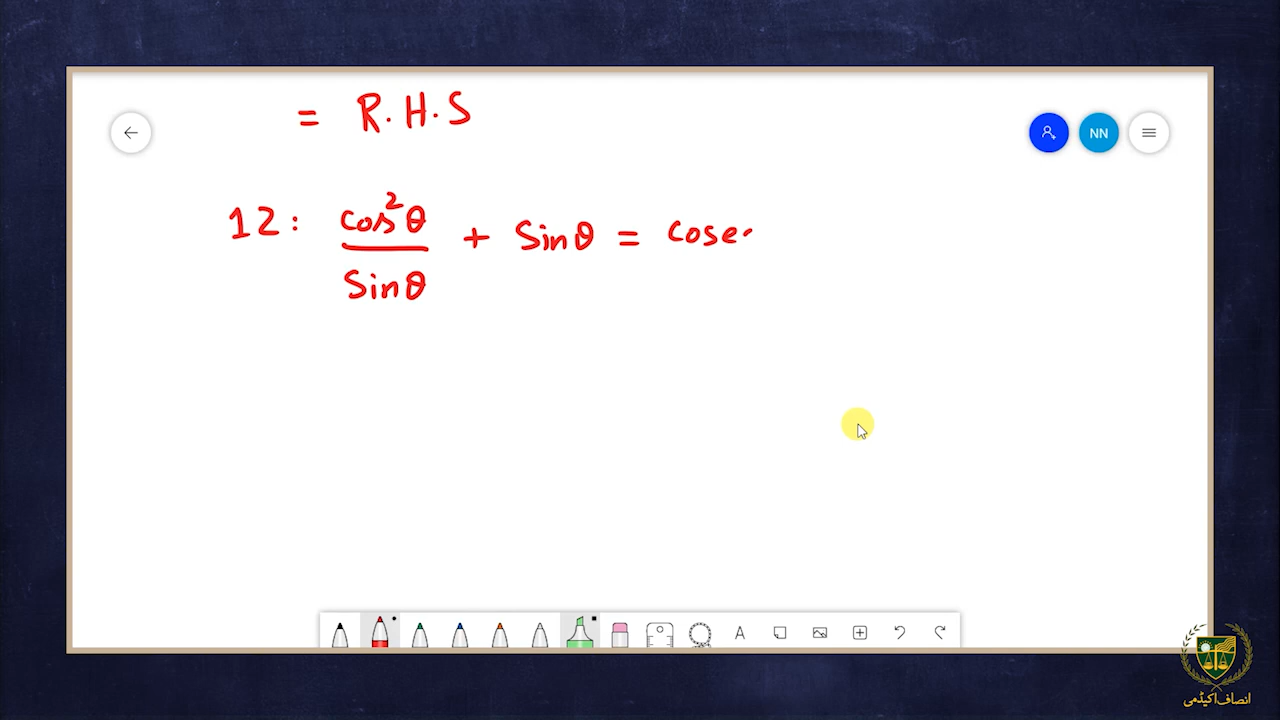 = R.H.S
NN
12: cos²θ/Sinθ + Sinθ = cose
A
انصاف اکیڈمی